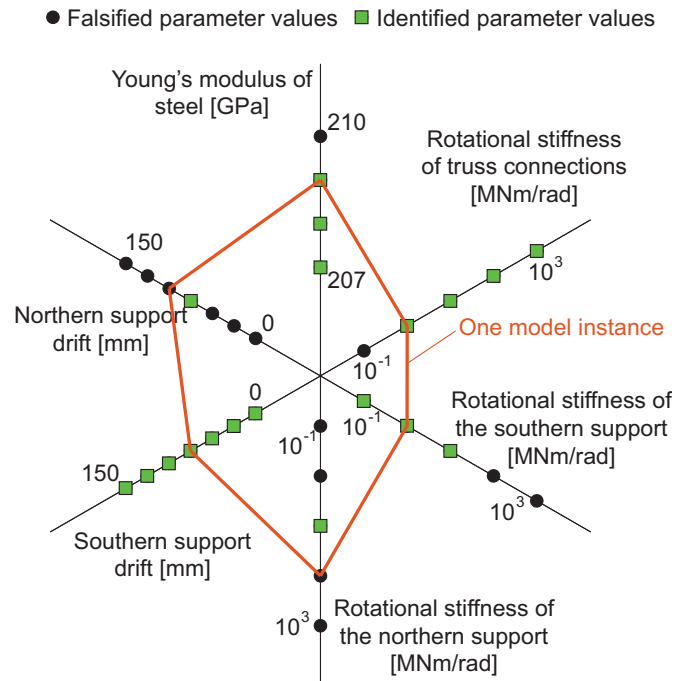 Falsified parameter values
Identified parameter values
Young's modulus of
steel [GPa]
210
Rotational stiffness
of truss connections
[MNm/rad]
150
10³
207
0
Northern support
drift [mm]
One model instance
10⁻¹
0
10⁻¹
10⁻¹
Rotational stiffness of
the southern support
[MNm/rad]
150
10³
Southern support
drift [mm]
10³
Rotational stiffness of
the northern support
[MNm/rad]